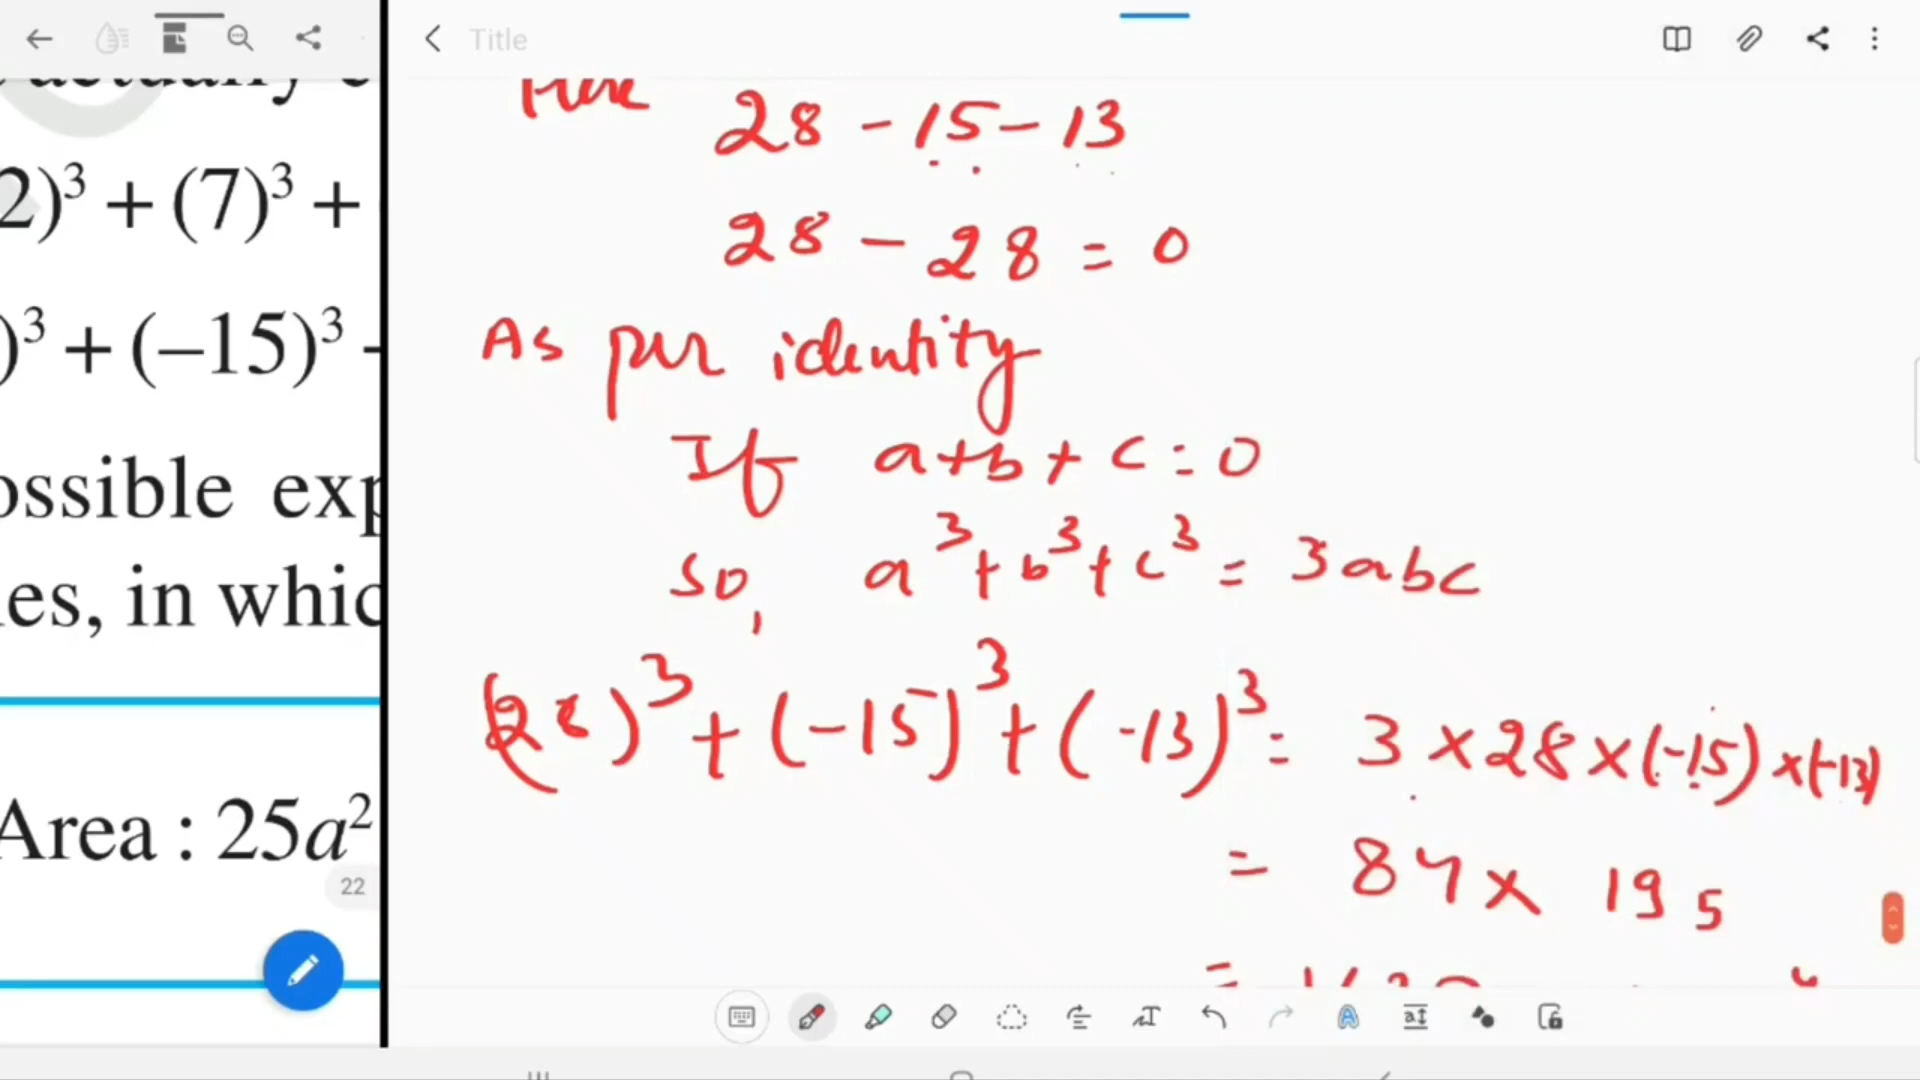 actually
2)³ + (7)³ +
)³ + (–15)³
ossible exp
es, in whic
Area : 25a²
22
Title
Here 28 - 15 - 13
28 - 28 = 0
As per identity
If a+b+c=0
So, a³+b³+c³ = 3abc
(28)³+(-15)³+(-13)³= 3×28×(-15)×(-13)
= 84× 195
=